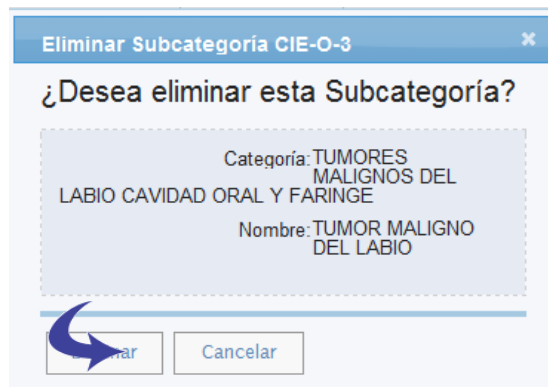 Eliminar Subcategoría CIE-O-3
¿Desea eliminar esta Subcategoría?
Categoría: TUMORES
MALIGNOS DEL
LABIO CAVIDAD ORAL Y FARINGE
Nombre: TUMOR MALIGNO
DEL LABIO
Cancelar